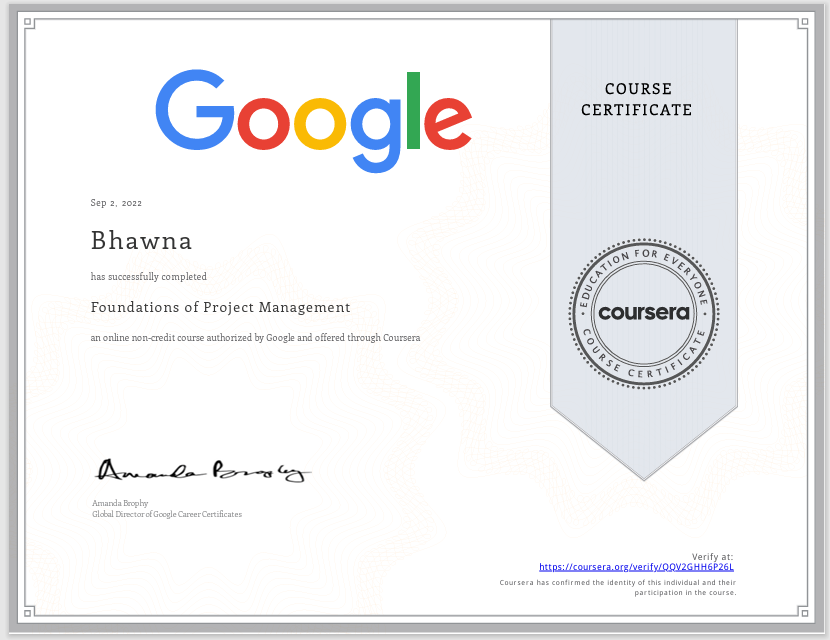 Google
COURSE
CERTIFICATE
Sep 2, 2022
Bhawna
has successfully completed
Foundations of Project Management
an online non-credit course authorized by Google and offered through Coursera
EDUCATION FOR EVERYONE
coursera
COURSE CERTIFICATE
Amanda Brophy
Amanda Brophy
Global Director of Google Career Certificates
Verify at:
https://coursera.org/verify/QQV2GHH6P26L
Coursera has confirmed the identity of this individual and their
participation in the course.